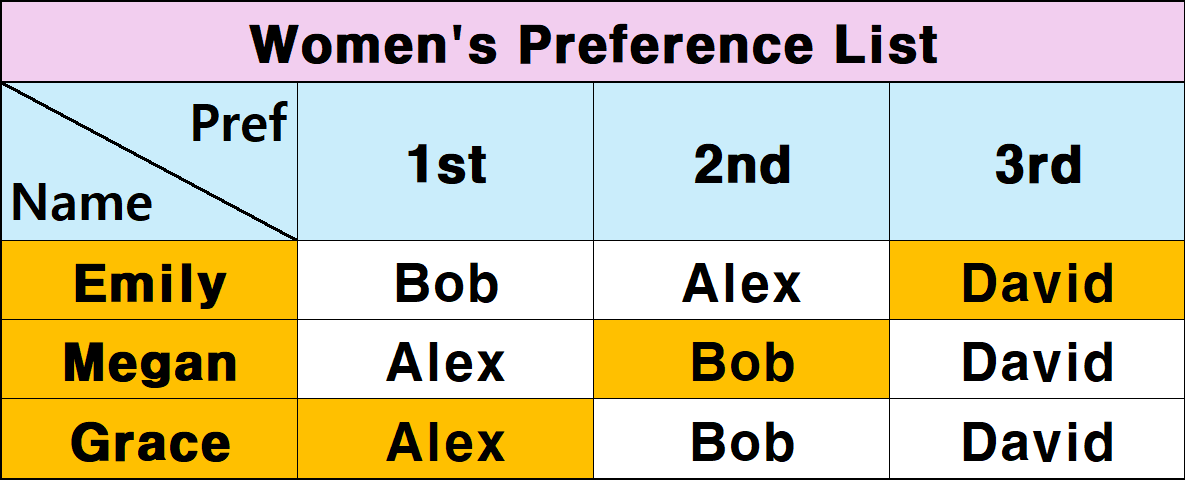 Women's Preference List
Pref
Name
1st 2nd 3rd
Emily Bob Alex David
Megan Alex Bob David
Grace Alex Bob David